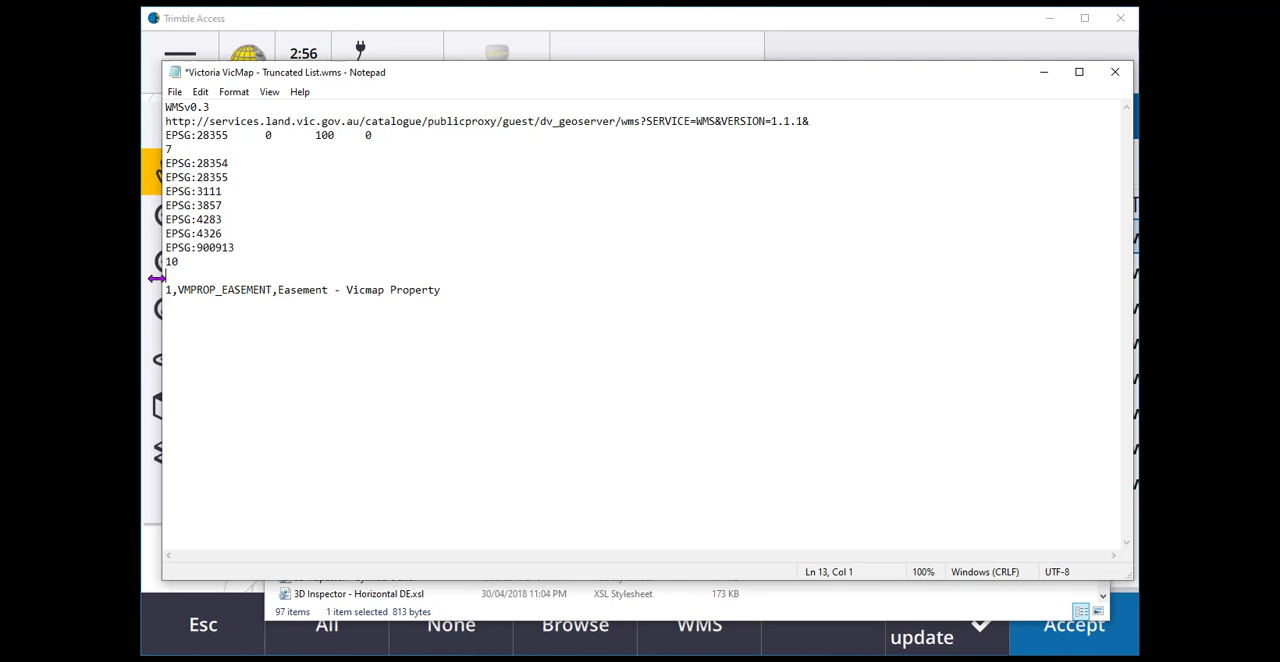 Trimble Access
2:56
*Victoria VicMap - Truncated List.wms - Notepad
File Edit Format View Help
WMSv0.3
http://services.land.vic.gov.au/catalogue/publicproxy/guest/dv_geoserver/wms?SERVICE=WMS&VERSION=1.1.1&
EPSG:28355 0 100 0
7
EPSG:28354
EPSG:28355
EPSG:3111
EPSG:3857
EPSG:4283
EPSG:4326
EPSG:900913
10
1,VMPROP_EASEMENT,Easement - Vicmap Property
Ln 13, Col 1 100% Windows (CRLF) UTF-8
3D Inspector - Horizontal DE.xsl 30/04/2018 11:04 PM XSL Stylesheet 173 KB
97 items 1 item selected 813 bytes
Esc All None Browse WMS update Accept